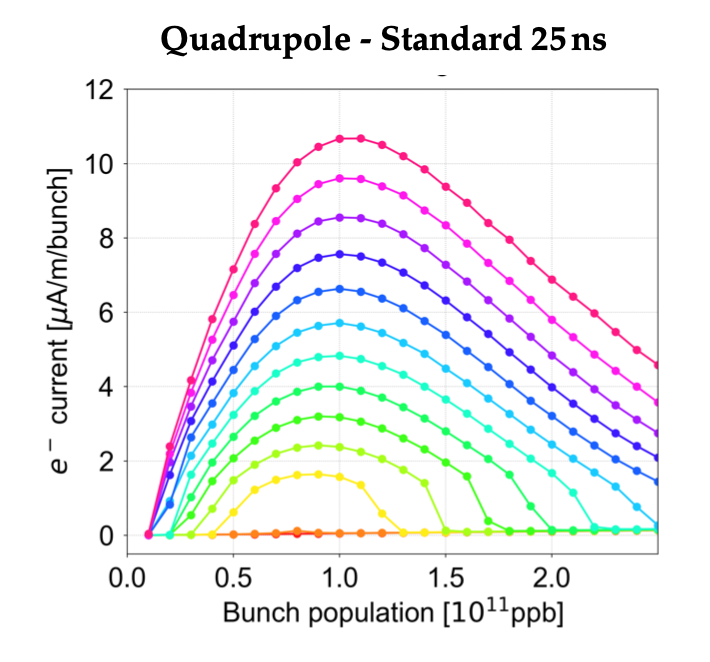 Quadrupole - Standard 25 ns
12
10
8
6
4
2
0
e⁻ current [μA/m/bunch]
0.0 0.5 1.0 1.5 2.0
Bunch population [10¹¹ppb]